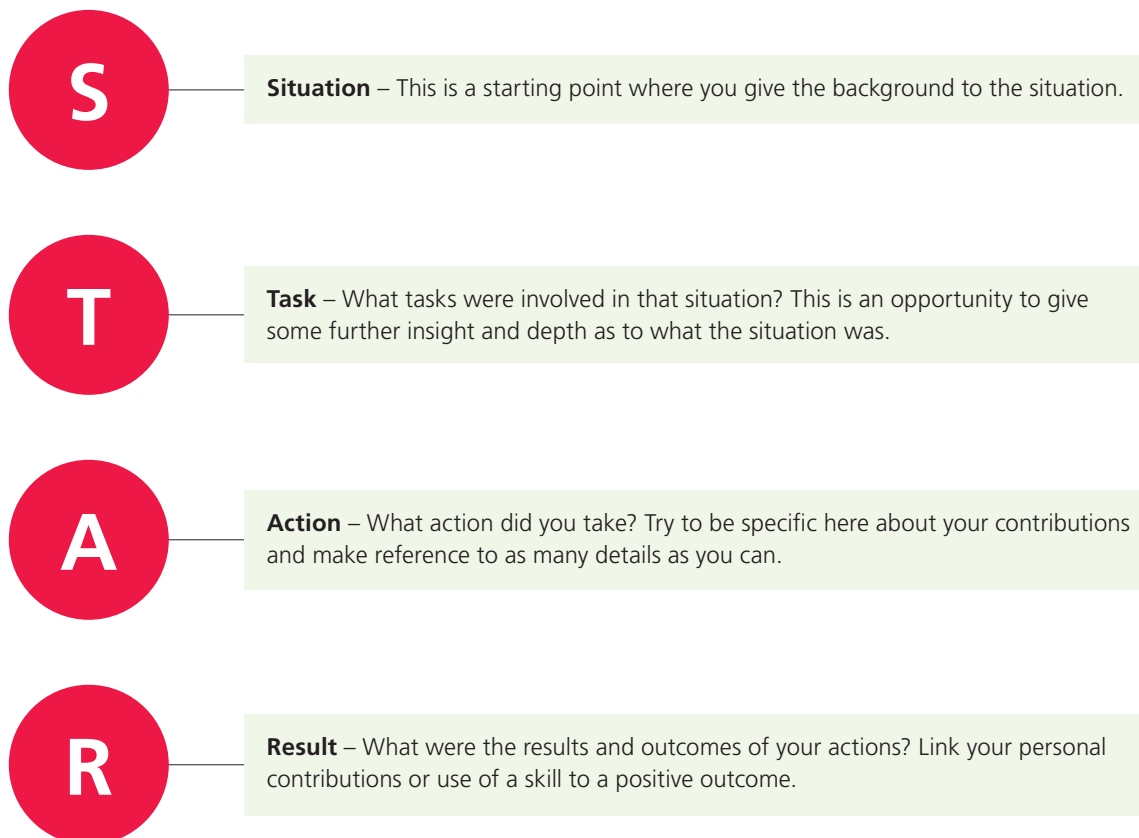 S
Situation – This is a starting point where you give the background to the situation.
T
Task – What tasks were involved in that situation? This is an opportunity to give
some further insight and depth as to what the situation was.
A
Action – What action did you take? Try to be specific here about your contributions
and make reference to as many details as you can.
R
Result – What were the results and outcomes of your actions? Link your personal
contributions or use of a skill to a positive outcome.